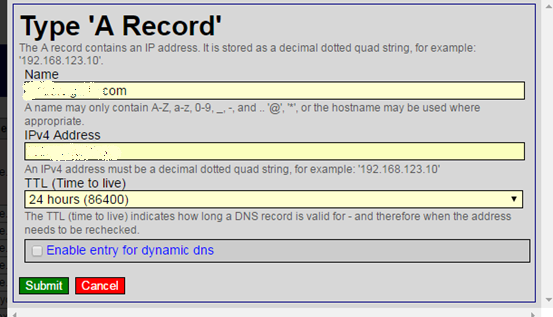 Type 'A Record'
The A record contains an IP address. It is stored as a decimal dotted quad string, for example:
'192.168.123.10'.
Name
.com
A name may only contain A-Z, a-z, 0-9, _, -, and .. '@', '*', or the hostname may be used where
appropriate.
IPv4 Address
An IPv4 address must be a decimal dotted quad string, for example: '192.168.123.10'
TTL (Time to live)
24 hours (86400)
The TTL (time to live) indicates how long a DNS record is valid for - and therefore when the address
needs to be rechecked.
Enable entry for dynamic dns
Submit Cancel